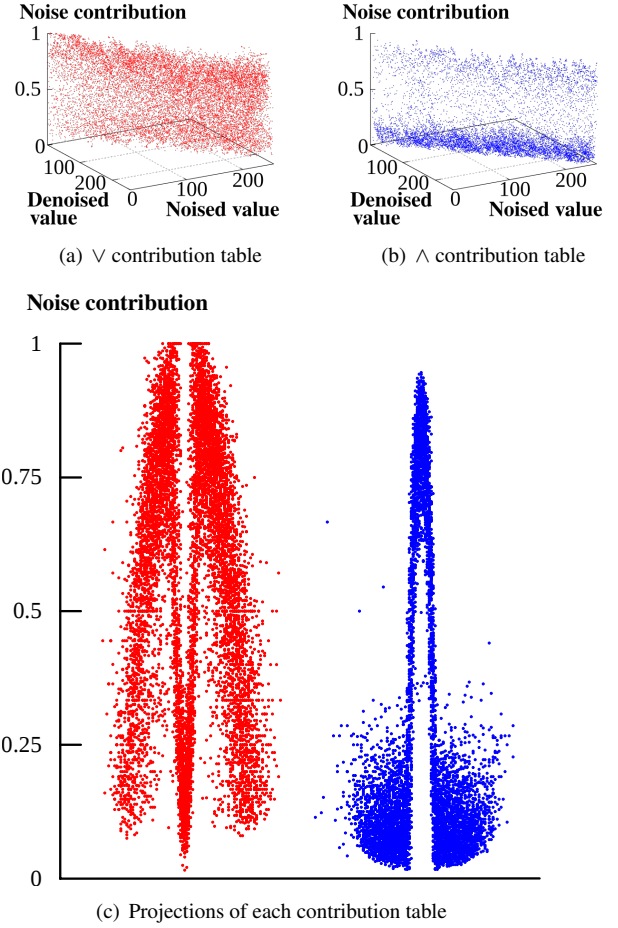 Noise contribution
1
0.5
0
100
200
Denoised
value
0
100
200
Noised value
(a) ∨ contribution table
Noise contribution
1
0.5
0
100
200
Denoised
value
0
100
200
Noised value
(b) ∧ contribution table
Noise contribution
1
0.75
0.5
0.25
0
(c) Projections of each contribution table